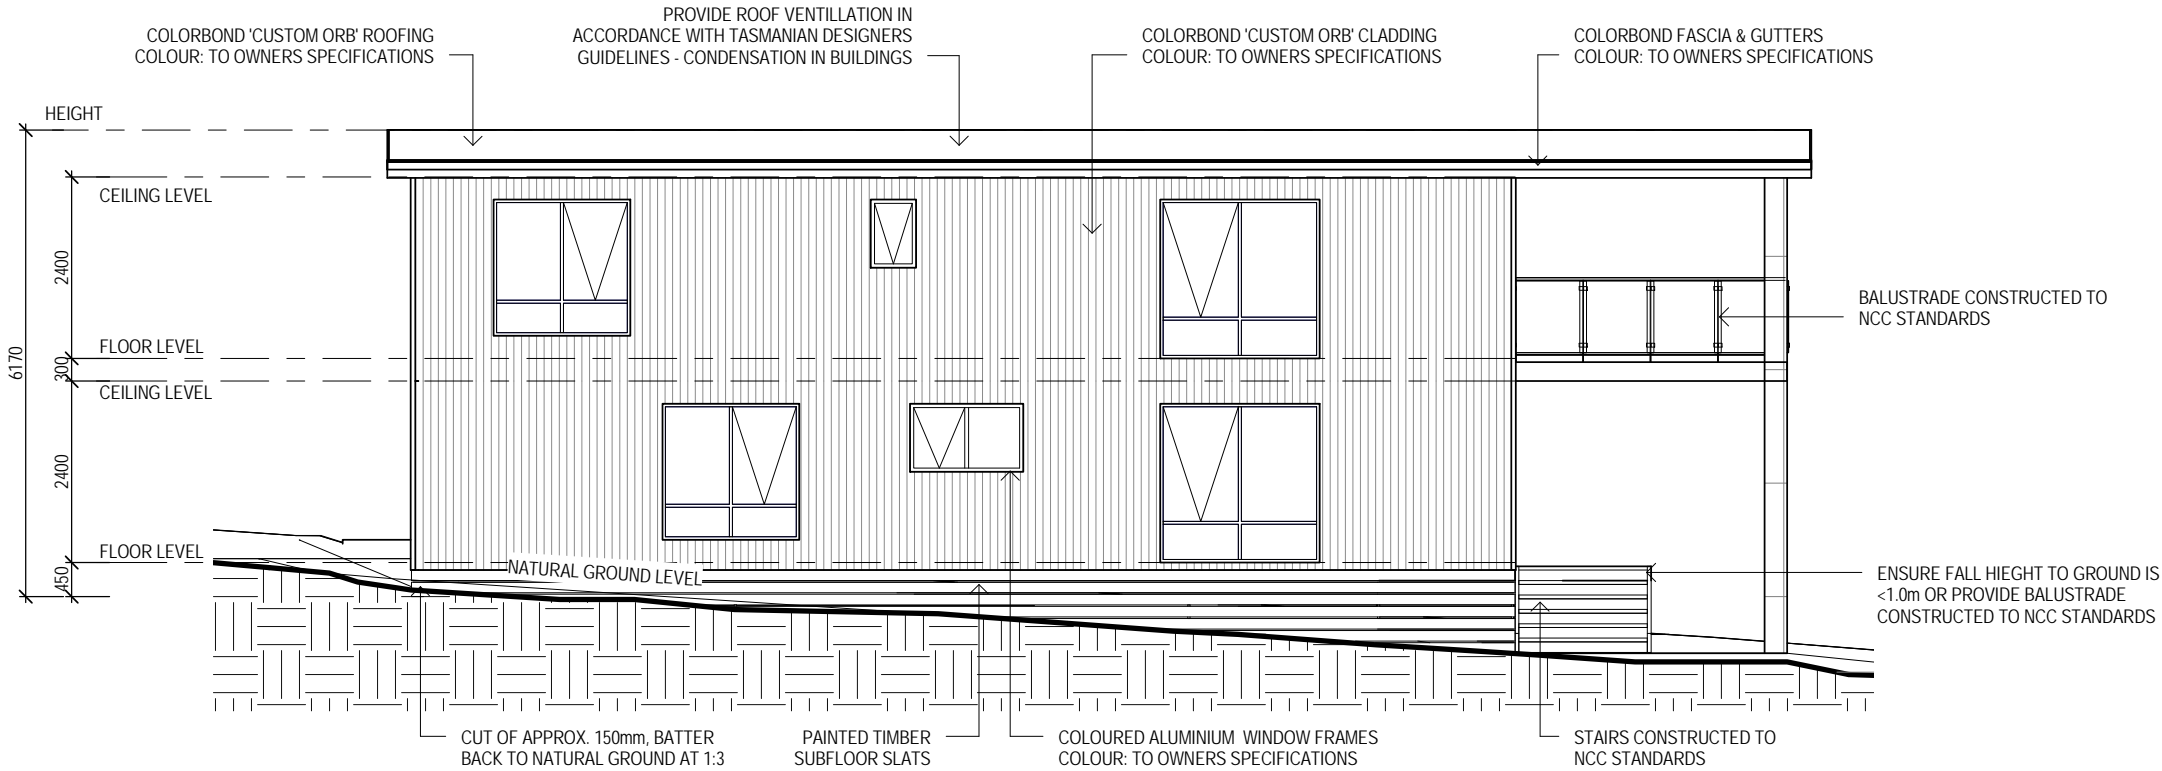 COLORBOND 'CUSTOM ORB' ROOFING
COLOUR: TO OWNERS SPECIFICATIONS
PROVIDE ROOF VENTILLATION IN
ACCORDANCE WITH TASMANIAN DESIGNERS
GUIDELINES - CONDENSATION IN BUILDINGS
COLORBOND 'CUSTOM ORB' CLADDING
COLOUR: TO OWNERS SPECIFICATIONS
COLORBOND FASCIA & GUTTERS
COLOUR: TO OWNERS SPECIFICATIONS
HEIGHT
CEILING LEVEL
2400
FLOOR LEVEL
300
6170
CEILING LEVEL
2400
FLOOR LEVEL
450
BALUSTRADE CONSTRUCTED TO
NCC STANDARDS
NATURAL GROUND LEVEL
ENSURE FALL HIEGHT TO GROUND IS
<1.0m OR PROVIDE BALUSTRADE
CONSTRUCTED TO NCC STANDARDS
CUT OF APPROX. 150mm, BATTER
BACK TO NATURAL GROUND AT 1:3
PAINTED TIMBER
SUBFLOOR SLATS
COLOURED ALUMINIUM WINDOW FRAMES
COLOUR: TO OWNERS SPECIFICATIONS
STAIRS CONSTRUCTED TO
NCC STANDARDS